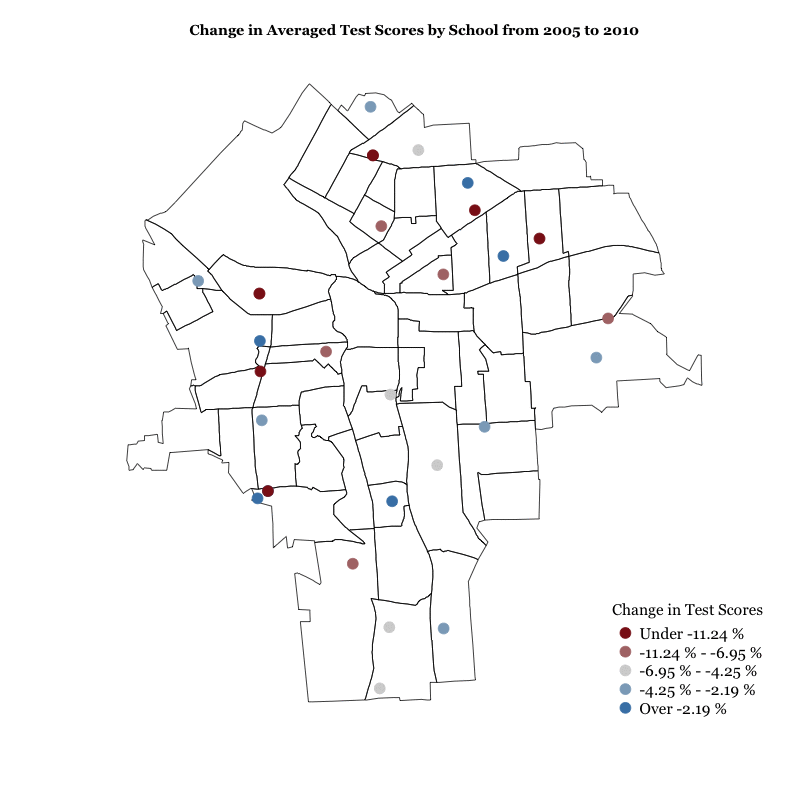 Change in Averaged Test Scores by School from 2005 to 2010
Change in Test Scores
Under -11.24 %
-11.24 % - -6.95 %
-6.95 % - -4.25 %
-4.25 % - -2.19 %
Over -2.19 %